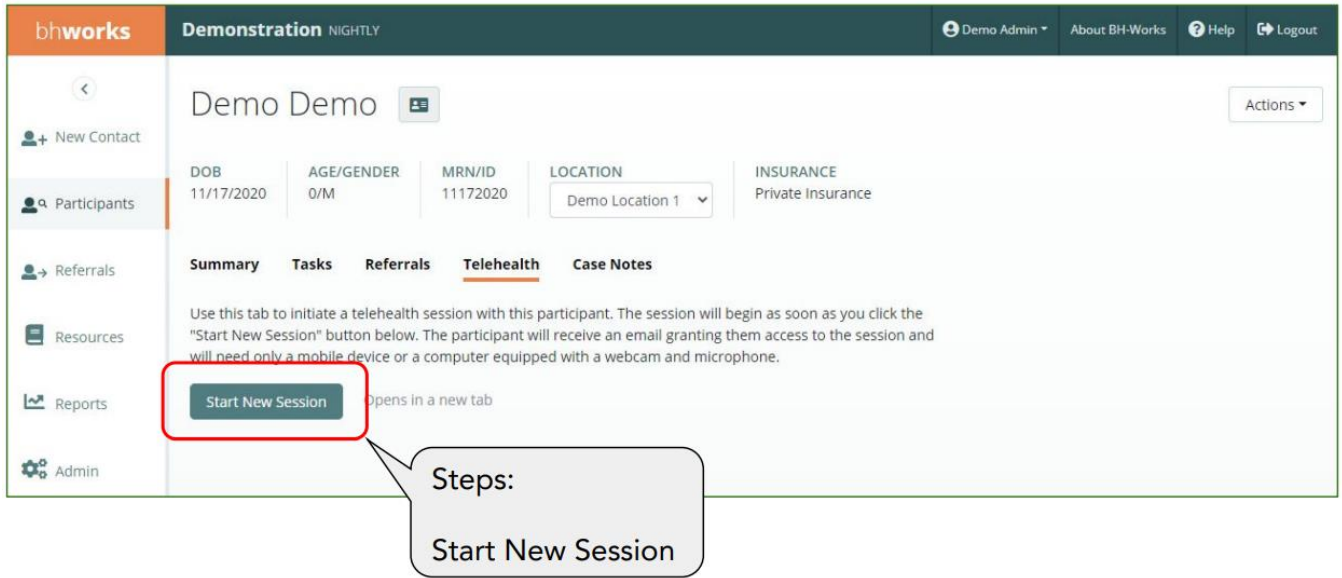 bhworks
Demonstration NIGHTLY
Demo Admin
About BH-Works
Help
Logout
New Contact
Participants
Referrals
Resources
Reports
Admin
Demo Demo
Actions
DOB
11/17/2020
AGE/GENDER
0/M
MRN/ID
11172020
LOCATION
Demo Location 1
INSURANCE
Private Insurance
Summary
Tasks
Referrals
Telehealth
Case Notes
Use this tab to initiate a telehealth session with this participant. The session will begin as soon as you click the
"Start New Session" button below. The participant will receive an email granting them access to the session and
will need only a mobile device or a computer equipped with a webcam and microphone.
Start New Session
Opens in a new tab
Steps:
Start New Session